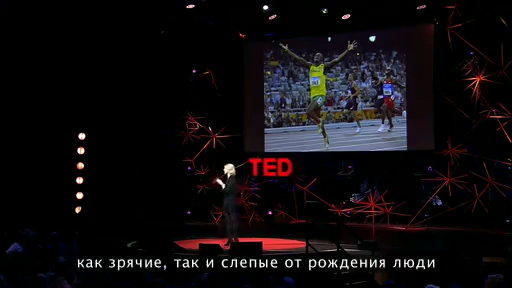 TED
как зрячие, так и слепые от рождения люди